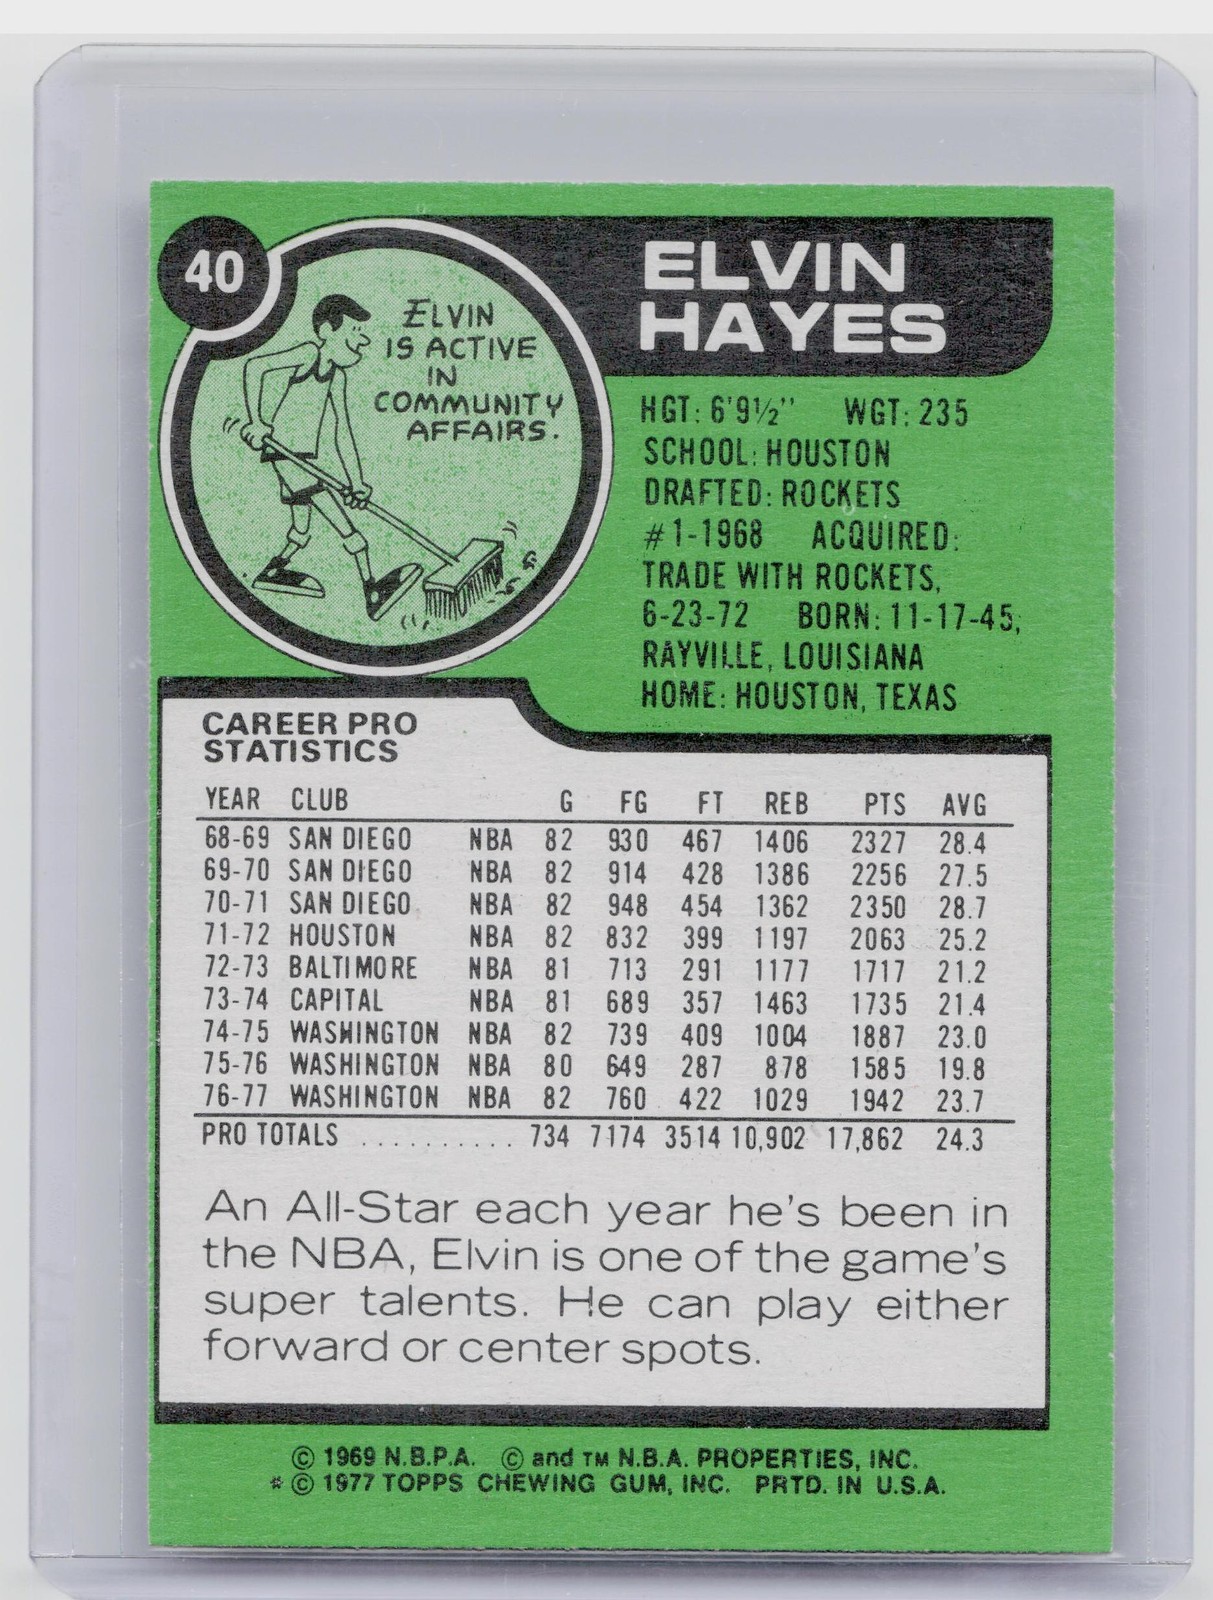 40
ELVIN
HAYES
ELVIN
IS ACTIVE
IN
COMMUNITY
AFFAIRS.
HGT: 6'9½" WGT: 235
SCHOOL: HOUSTON
DRAFTED: ROCKETS
#1-1968 ACQUIRED:
TRADE WITH ROCKETS,
6-23-72 BORN: 11-17-45,
RAYVILLE, LOUISIANA
HOME: HOUSTON, TEXAS
CAREER PRO
STATISTICS
YEAR CLUB G FG FT REB PTS AVG
68-69 SAN DIEGO NBA 82 930 467 1406 2327 28.4
69-70 SAN DIEGO NBA 82 914 428 1386 2256 27.5
70-71 SAN DIEGO NBA 82 948 454 1362 2350 28.7
71-72 HOUSTON NBA 82 832 399 1197 2063 25.2
72-73 BALTIMORE NBA 81 713 291 1177 1717 21.2
73-74 CAPITAL NBA 81 689 357 1463 1735 21.4
74-75 WASHINGTON NBA 82 739 409 1004 1887 23.0
75-76 WASHINGTON NBA 80 649 287 878 1585 19.8
76-77 WASHINGTON NBA 82 760 422 1029 1942 23.7
PRO TOTALS .......... 734 7174 3514 10,902 17,862 24.3
An All-Star each year he's been in
the NBA, Elvin is one of the game's
super talents. He can play either
forward or center spots.
© 1969 N.B.P.A. © and TM N.B.A. PROPERTIES, INC.
* © 1977 TOPPS CHEWING GUM, INC. PRTD. IN U.S.A.